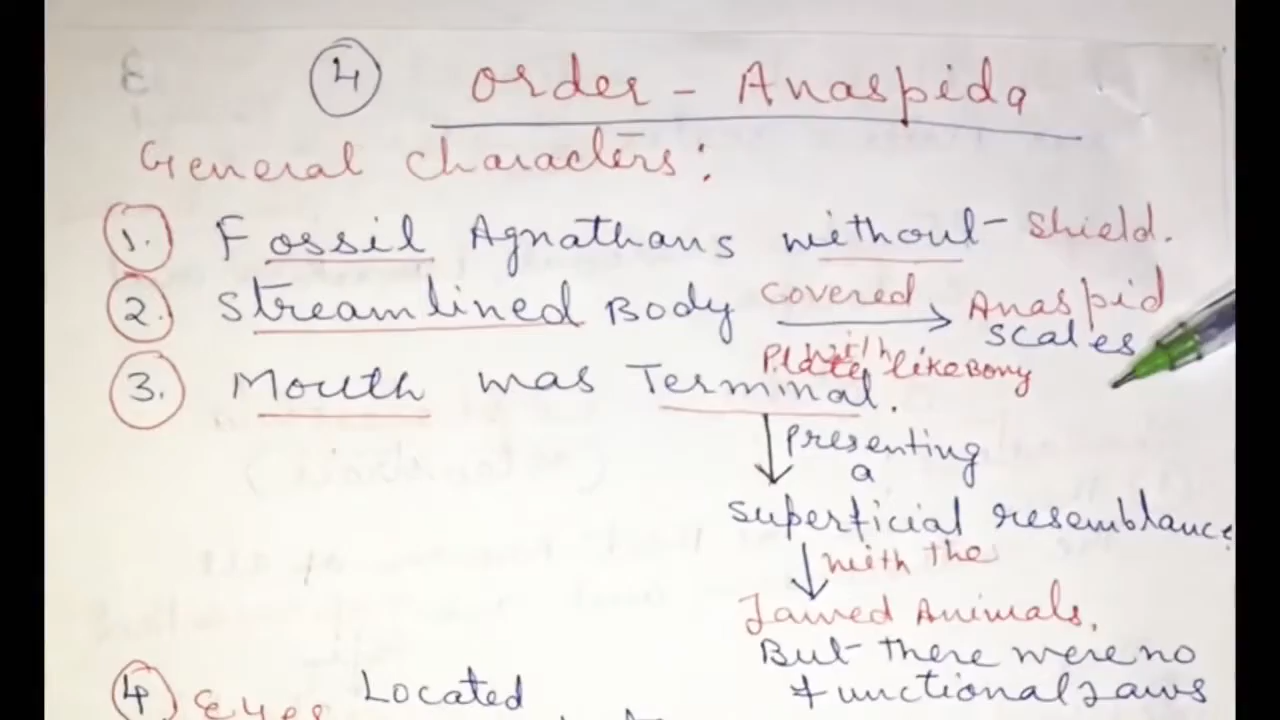 4 Order - Anaspida
General Characters:
1. Fossil Agnathans without shield.
2. Streamlined Body covered → Anaspid
scales
with
Plate like Bony
3. Mouth was Terminal.
↓ presenting
a
superficial resemblance
↓ with the
Jawed Animals.
But there were no
functional Jaws
4 Eyes Located